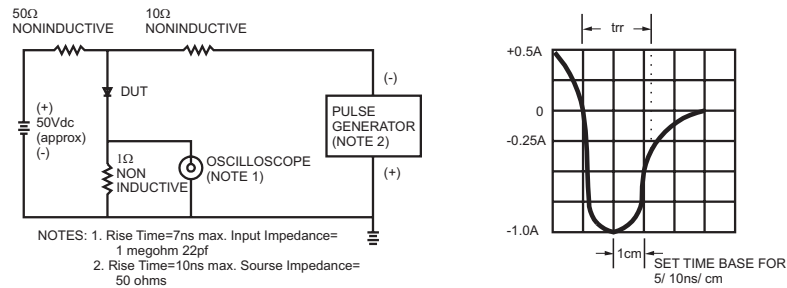 50Ω
NONINDUCTIVE
10Ω
NONINDUCTIVE
(+)
50Vdc
(approx)
(-)
DUT
1Ω
NON
INDUCTIVE
OSCILLOSCOPE
(NOTE 1)
(-)
PULSE
GENERATOR
(NOTE 2)
(+)
NOTES: 1. Rise Time=7ns max. Input Impedance=
1 megohm 22pf
2. Rise Time=10ns max. Sourse Impedance=
50 ohms
trr
+0.5A
0
-0.25A
-1.0A
1cm
SET TIME BASE FOR
5/ 10ns/ cm